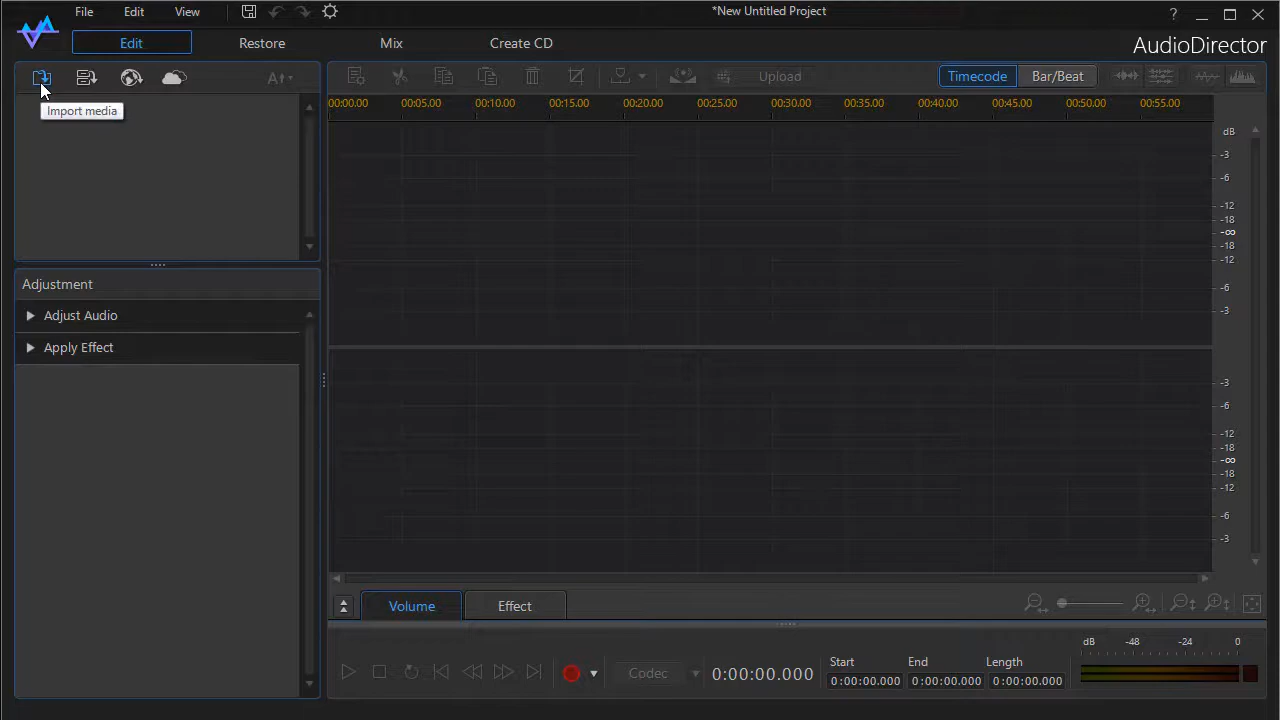 File Edit View *New Untitled Project ?
Edit Restore Mix Create CD AudioDirector
Import media
Upload Timecode Bar/Beat
00:00.00 00:05.00 00:10.00 00:15.00 00:20.00 00:25.00 00:30.00 00:35.00 00:40.00 00:45.00 00:50.00 00:55.00
dB
-3
-6
-12
-18
-∞
-18
-12
-6
-3
Adjustment
Adjust Audio
Apply Effect
-3
-6
-12
-18
-∞
-18
-12
-6
-3
Volume Effect
Codec 0:00:00.000
Start End Length
0:00:00.000 0:00:00.000 0:00:00.000
dB -48 -24 0